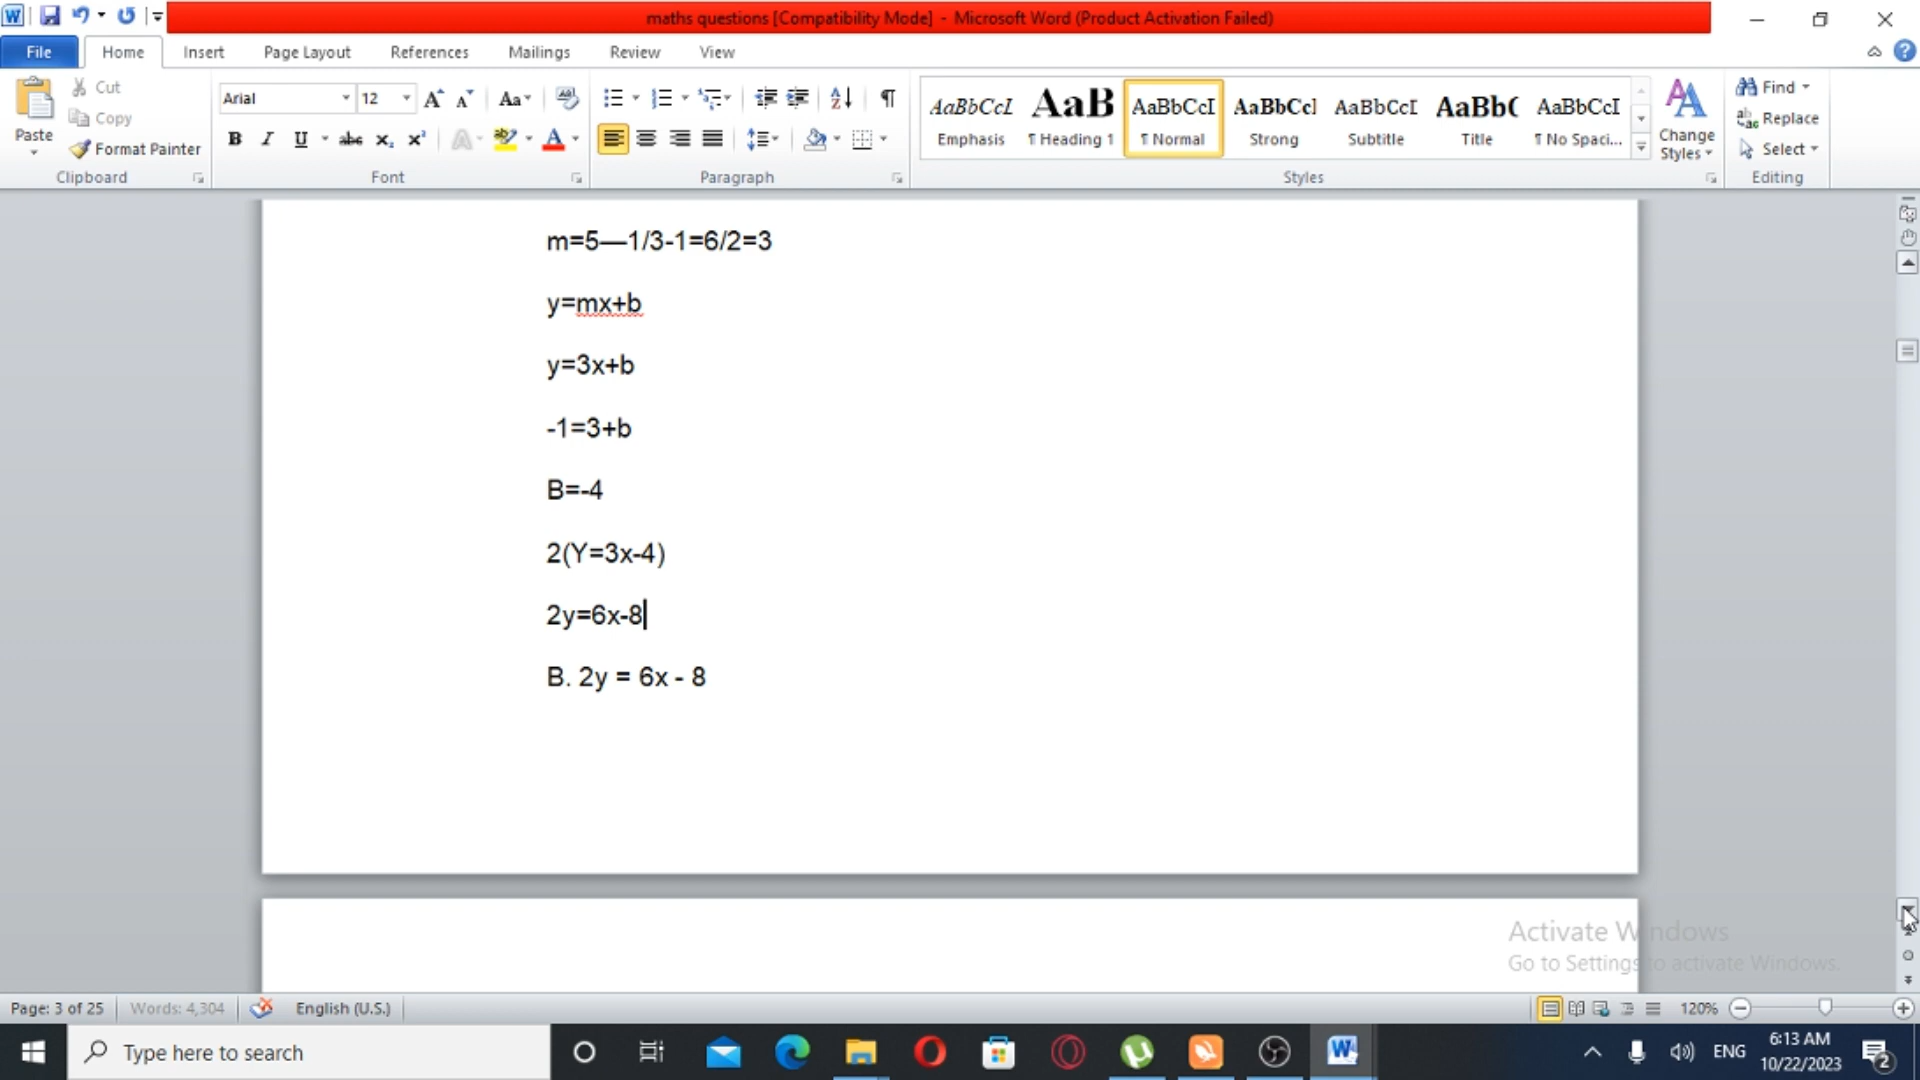 maths questions [Compatibility Mode] - Microsoft Word (Product Activation Failed)
File Home Insert Page Layout References Mailings Review View
Paste
Cut
Copy
Format Painter
Clipboard
Arial 12
Font
Paragraph
AaBbCcI AaB AaBbCcI AaBbCcl AaBbCcI AaBb( AaBbCcI
Emphasis ¶ Heading 1 ¶ Normal Strong Subtitle Title ¶ No Spaci...
Styles
Change Styles
Find
Replace
Select
Editing
m=5—1/3-1=6/2=3
y=mx+b
y=3x+b
-1=3+b
B=-4
2(Y=3x-4)
2y=6x-8
B. 2y = 6x - 8
Activate Windows
Go to Settings to activate Windows.
Page: 3 of 25 Words: 4,304 English (U.S.) 120%
Type here to search
ENG
6:13 AM
10/22/2023
2